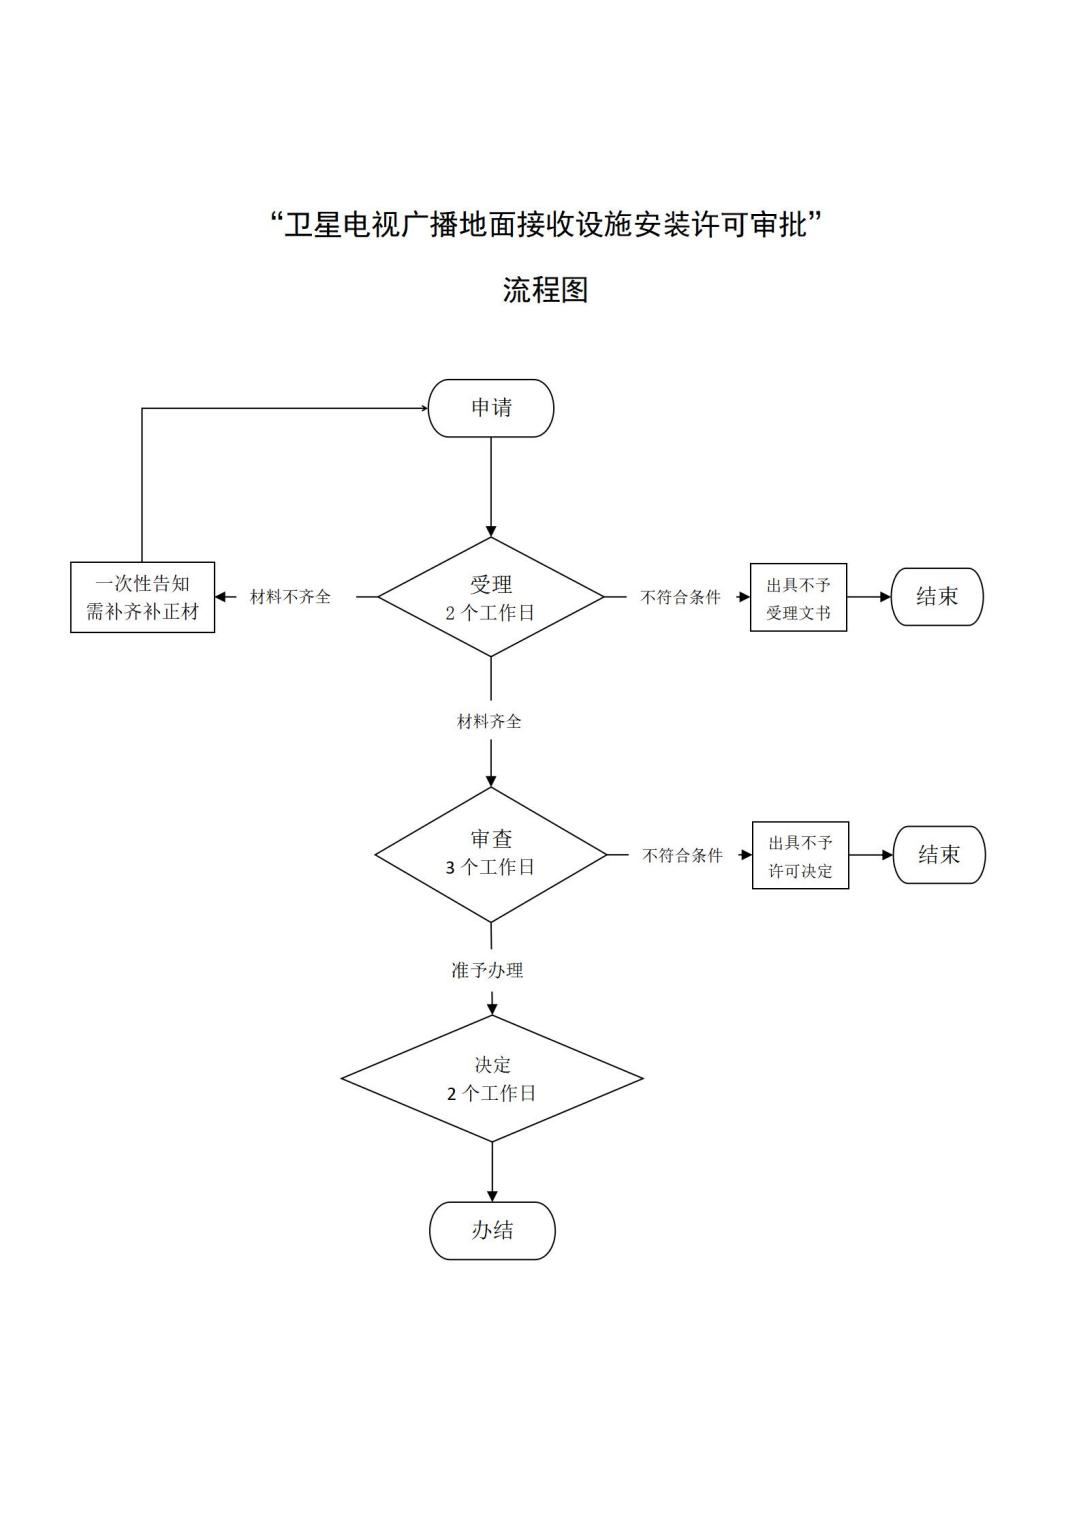 “卫星电视广播地面接收设施安装许可审批”
流程图
申请
一次性告知
需补齐补正材
材料不齐全
受理
2 个工作日
不符合条件
出具不予
受理文书
结束
材料齐全
审查
3 个工作日
不符合条件
出具不予
许可决定
结束
准予办理
决定
2 个工作日
办结